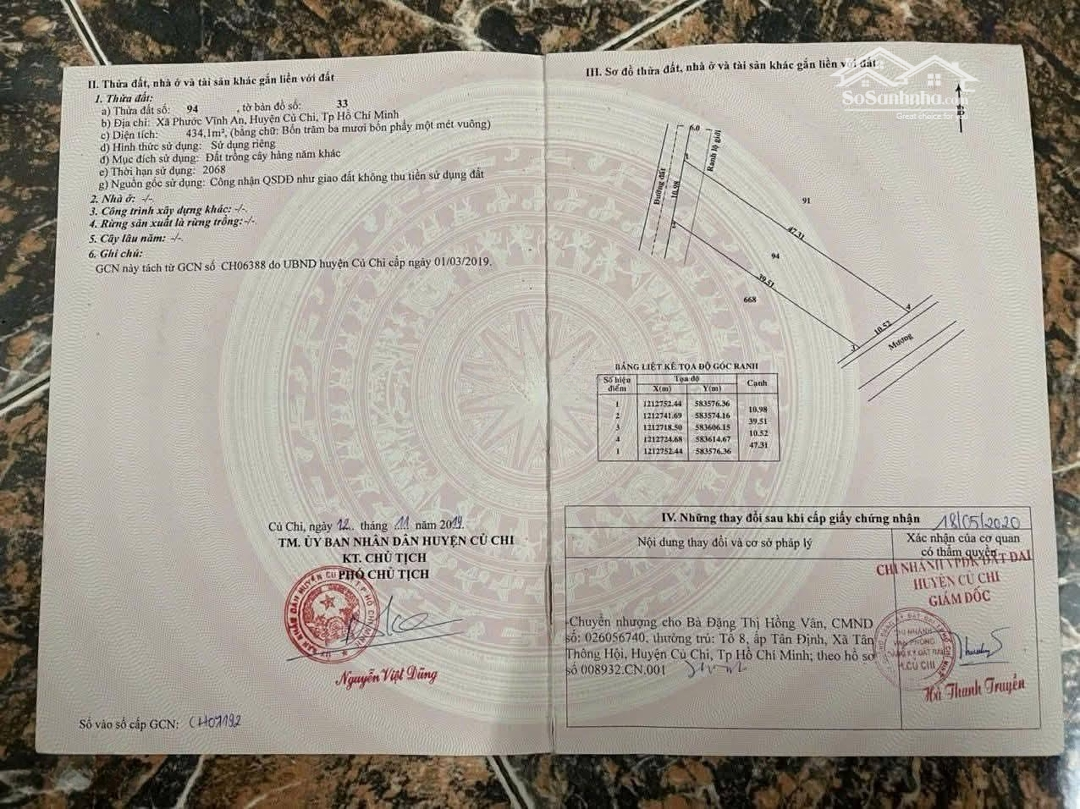 II. Thửa đất, nhà ở và tài sản khác gắn liền với đất
1. Thửa đất:
a) Thửa đất số: 94 , tờ bản đồ số: 33
b) Địa chỉ: Xã Phước Vĩnh An, Huyện Củ Chi, Tp Hồ Chí Minh
c) Diện tích: 434,1m², (bằng chữ: Bốn trăm ba mươi bốn phẩy một mét vuông)
d) Hình thức sử dụng: Sử dụng riêng
đ) Mục đích sử dụng: Đất trồng cây hàng năm khác
e) Thời hạn sử dụng: 2068
g) Nguồn gốc sử dụng: Công nhận QSDĐ như giao đất không thu tiền sử dụng đất
2. Nhà ở: -/-.
3. Công trình xây dựng khác: -/-.
4. Rừng sản xuất là rừng trồng: -/-.
5. Cây lâu năm: -/-.
6. Ghi chú:
GCN này tách từ GCN số CH06388 do UBND huyện Củ Chi cấp ngày 01/03/2019.
Củ Chi, ngày 12 tháng 11 năm 2019.
TM. ỦY BAN NHÂN DÂN HUYỆN CỦ CHI
KT. CHỦ TỊCH
PHÓ CHỦ TỊCH
Nguyễn Việt Dũng
Số vào sổ cấp GCN: CH07192
III. Sơ đồ thửa đất, nhà ở và tài sản khác gắn liền với đất
SoSanhnha.com
Great choice for all
6.0
Đường đất
10.98
Ranh lộ giới
91
47.31
94
39.51
668
10.52
Mương
BẢNG LIỆT KÊ TỌA ĐỘ GÓC RANH
Số hiệu điểm Tọa độ Cạnh
X(m) Y(m)
1 1212752.44 583576.36
10.98
2 1212741.69 583574.16
39.51
3 1212718.50 583606.15
10.52
4 1212724.68 583614.67
47.31
1 1212752.44 583576.36
IV. Những thay đổi sau khi cấp giấy chứng nhận
Nội dung thay đổi và cơ sở pháp lý
Xác nhận của cơ quan
có thẩm quyền
18/05/2020
CHI NHÁNH VPĐK ĐẤT ĐAI
HUYỆN CỦ CHI
GIÁM ĐỐC
Chuyển nhượng cho Bà Đặng Thị Hồng Vân, CMND
số: 026056740, thường trú: Tổ 8, ấp Tân Định, Xã Tân
Thông Hội, Huyện Củ Chi, Tp Hồ Chí Minh; theo hồ sơ
số 008932.CN.001
CHI NHÁNH
VĂN PHÒNG
ĐĂNG KÝ ĐẤT ĐAI
H.CỦ CHI
Hà Thanh Truyền